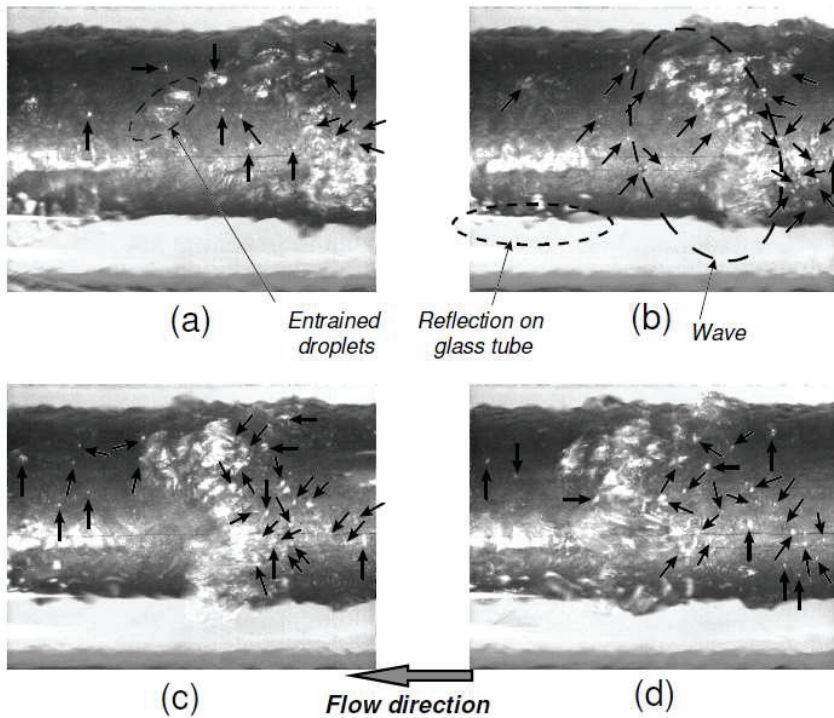 (a)
Entrained
droplets
Reflection on
glass tube
(b)
Wave
(c)
Flow direction
(d)